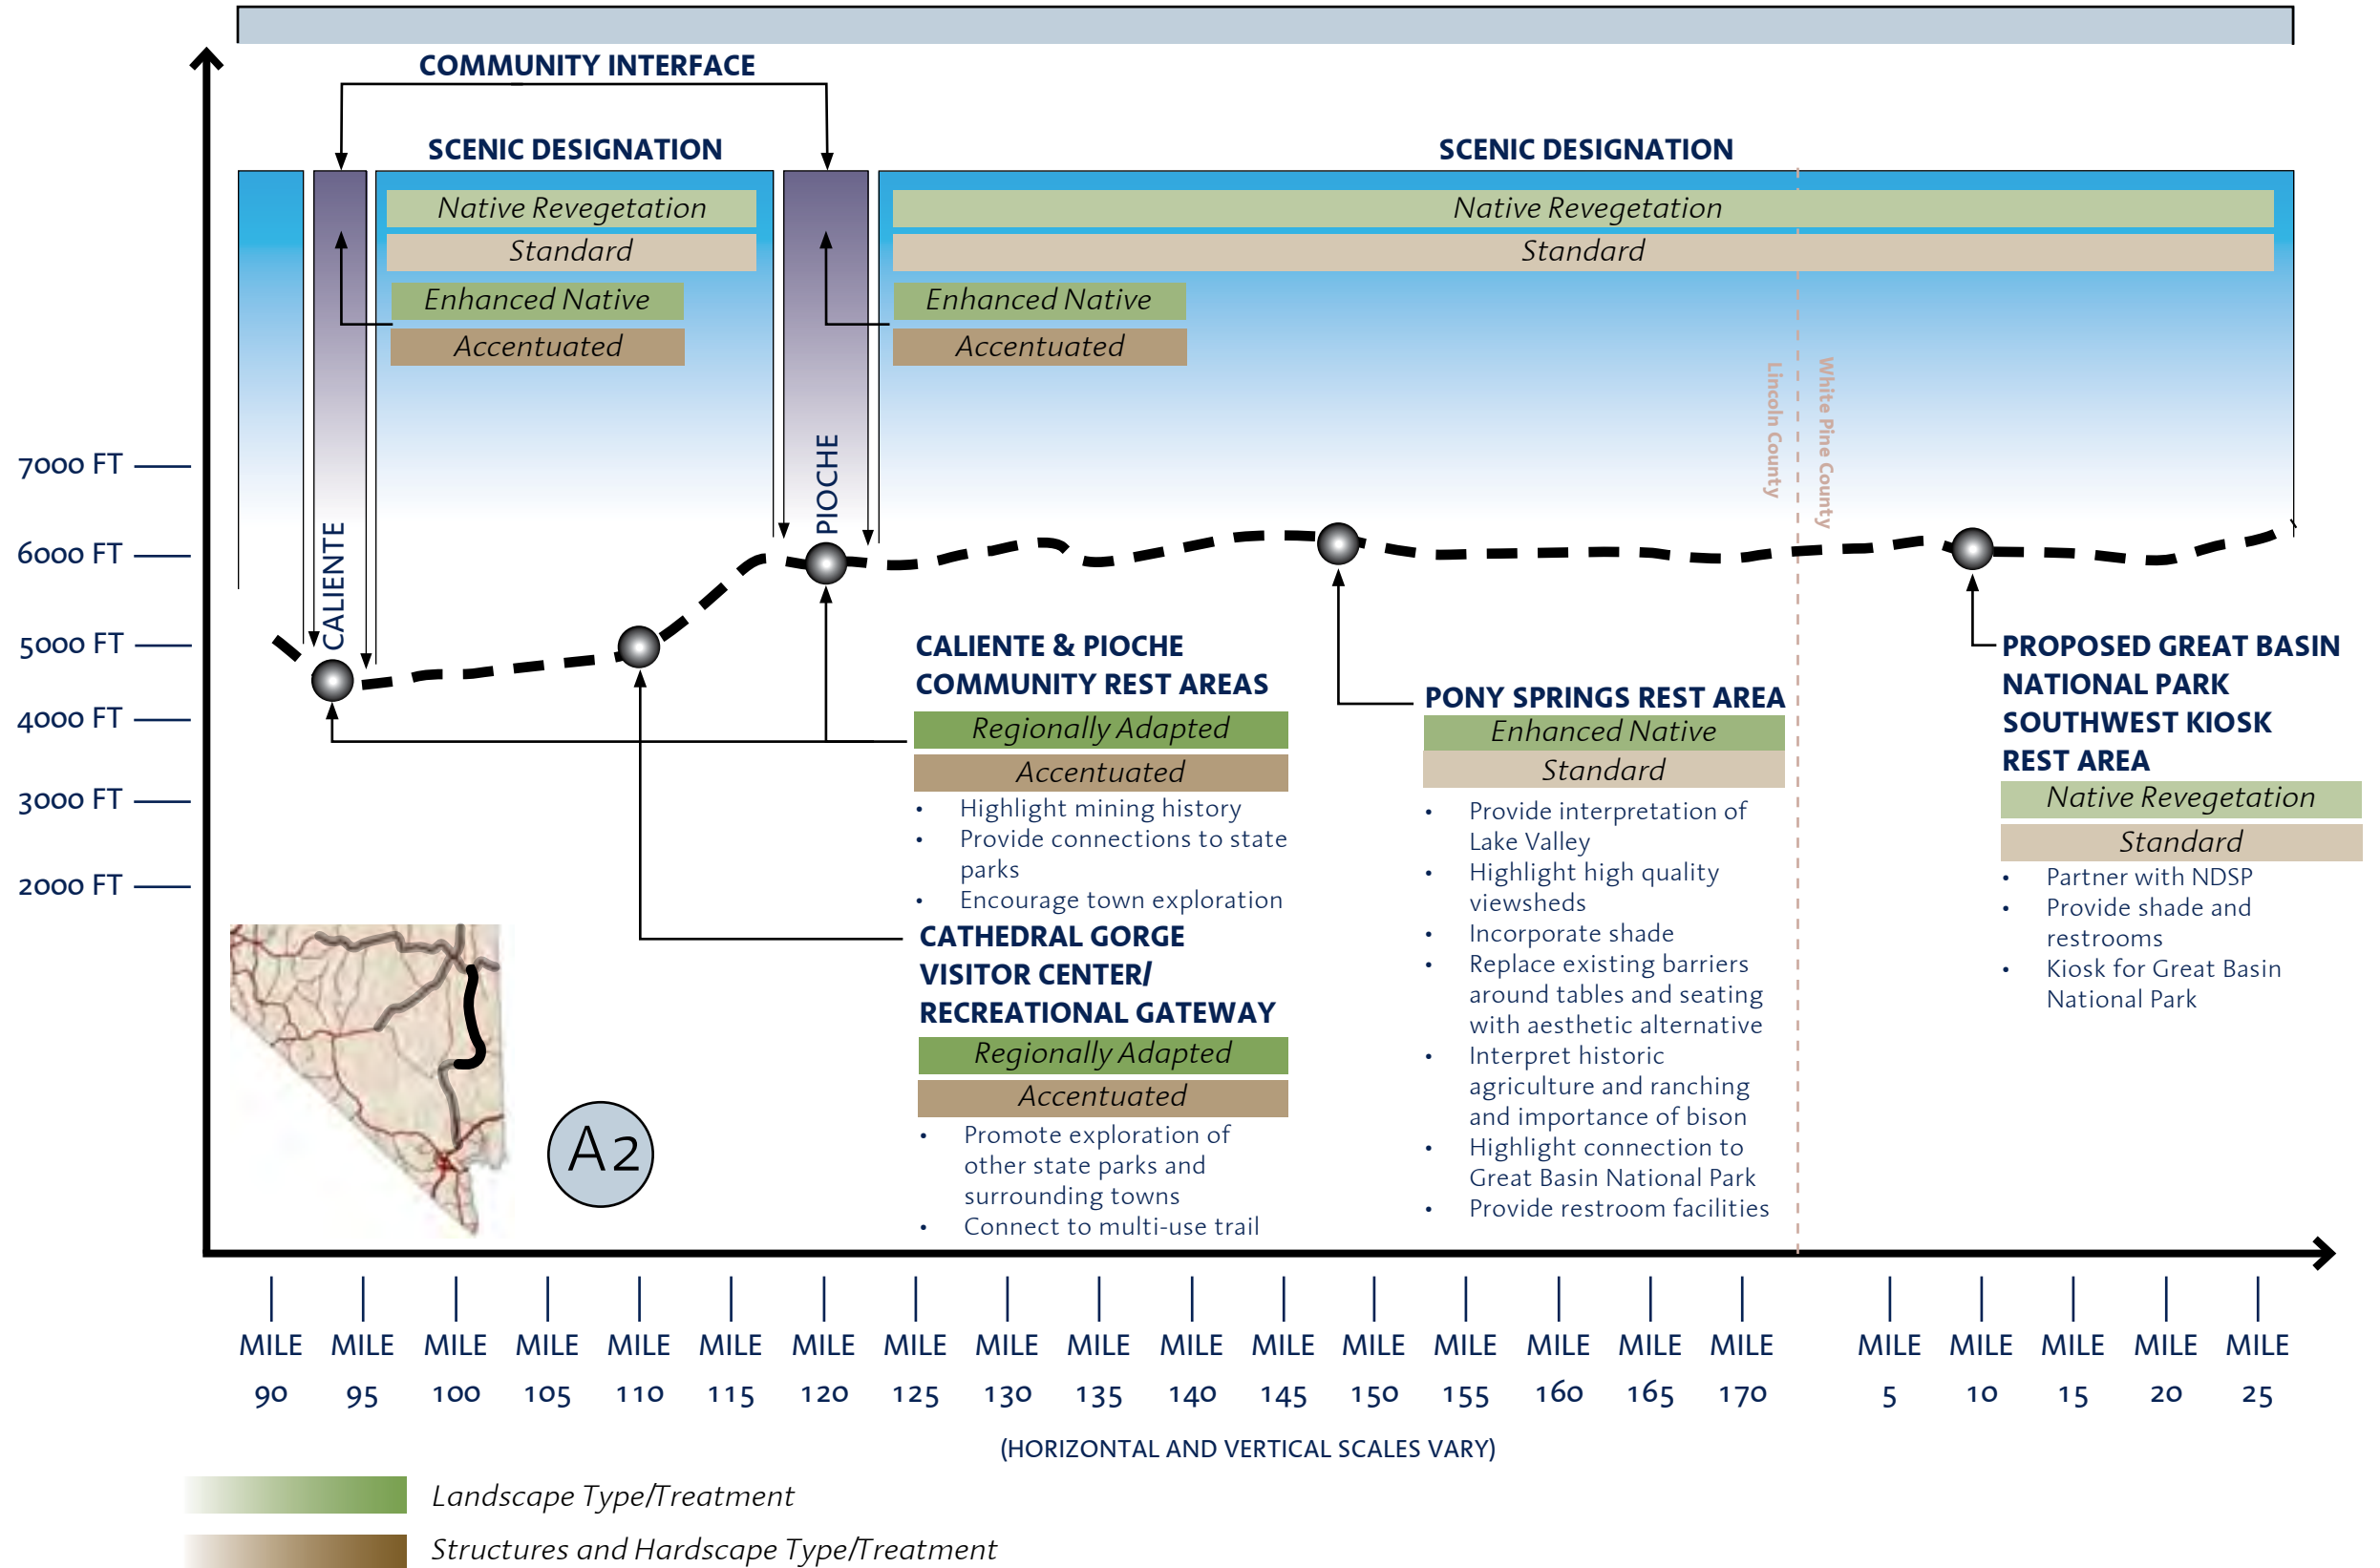 COMMUNITY INTERFACE
SCENIC DESIGNATION
SCENIC DESIGNATION
Native Revegetation
Standard
Enhanced Native
Accentuated
Native Revegetation
Standard
Enhanced Native
Accentuated
CALIENTE
PIOCHE
Lincoln County
White Pine County
7000 FT
6000 FT
5000 FT
4000 FT
3000 FT
2000 FT
CALIENTE & PIOCHE
COMMUNITY REST AREAS
Regionally Adapted
Accentuated
• Highlight mining history
• Provide connections to state
parks
• Encourage town exploration
CATHEDRAL GORGE
VISITOR CENTER/
RECREATIONAL GATEWAY
Regionally Adapted
Accentuated
• Promote exploration of
other state parks and
surrounding towns
• Connect to multi-use trail
PONY SPRINGS REST AREA
Enhanced Native
Standard
• Provide interpretation of
Lake Valley
• Highlight high quality
viewsheds
• Incorporate shade
• Replace existing barriers
around tables and seating
with aesthetic alternative
• Interpret historic
agriculture and ranching
and importance of bison
• Highlight connection to
Great Basin National Park
• Provide restroom facilities
PROPOSED GREAT BASIN
NATIONAL PARK
SOUTHWEST KIOSK
REST AREA
Native Revegetation
Standard
• Partner with NDSP
• Provide shade and
restrooms
• Kiosk for Great Basin
National Park
A2
MILE MILE MILE MILE MILE MILE MILE MILE MILE MILE MILE MILE MILE MILE MILE MILE MILE MILE MILE MILE MILE MILE
90 95 100 105 110 115 120 125 130 135 140 145 150 155 160 165 170 5 10 15 20 25
(HORIZONTAL AND VERTICAL SCALES VARY)
Landscape Type/Treatment
Structures and Hardscape Type/Treatment